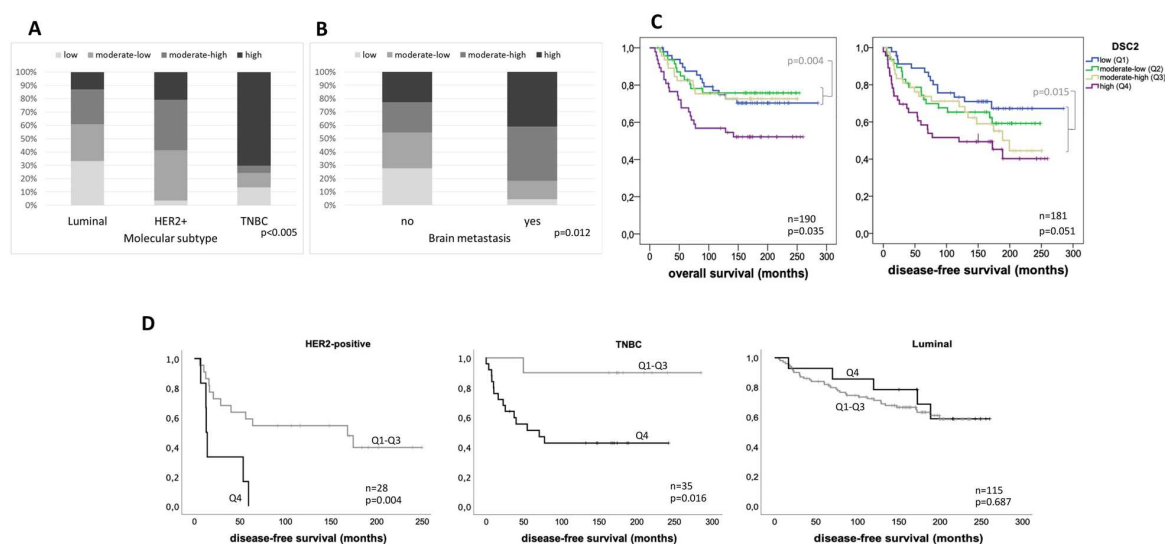 A
low moderate-low moderate-high high
100%
90%
80%
70%
60%
50%
40%
30%
20%
10%
0%
Luminal HER2+ TNBC
Molecular subtype
p<0.005
B
low moderate-low moderate-high high
100%
90%
80%
70%
60%
50%
40%
30%
20%
10%
0%
no yes
Brain metastasis
p=0.012
C
1,0
0,8
0,6
0,4
0,2
0,0
p=0.004
n=190
p=0.035
0 50 100 150 200 250 300
overall survival (months)
1,0
0,8
0,6
0,4
0,2
0,0
p=0.015
n=181
p=0.051
0 50 100 150 200 250 300
disease-free survival (months)
DSC2
low (Q1)
moderate-low (Q2)
moderate-high (Q3)
high (Q4)
D
HER2-positive
1,0
0,8
0,6
0,4
0,2
0,0
Q1-Q3
Q4
n=28
p=0.004
0 50 100 150 200 250
disease-free survival (months)
TNBC
1,0
0,8
0,6
0,4
0,2
0,0
Q1-Q3
Q4
n=35
p=0.016
0 50 100 150 200 250 300
disease-free survival (months)
Luminal
1,0
0,8
0,6
0,4
0,2
0,0
Q4
Q1-Q3
n=115
p=0.687
0 50 100 150 200 250 300
disease-free survival (months)